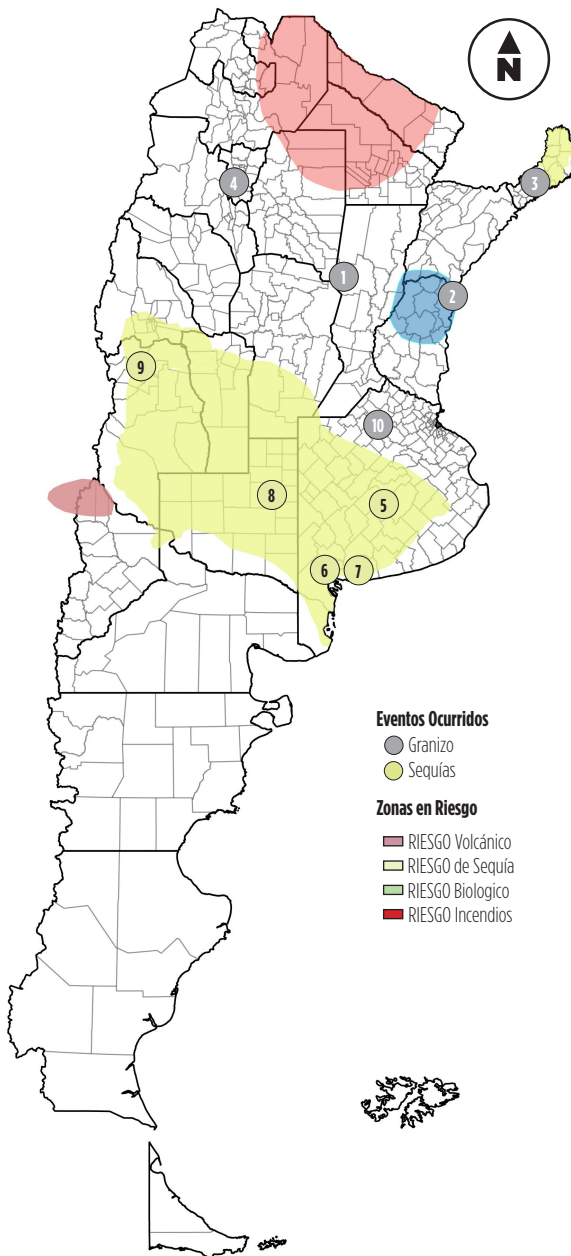 N
4
3
1
2
9
10
8
5
6
7
Eventos Ocurridos
Granizo
Sequías
Zonas en Riesgo
RIESGO Volcánico
RIESGO de Sequía
RIESGO Biologico
RIESGO Incendios